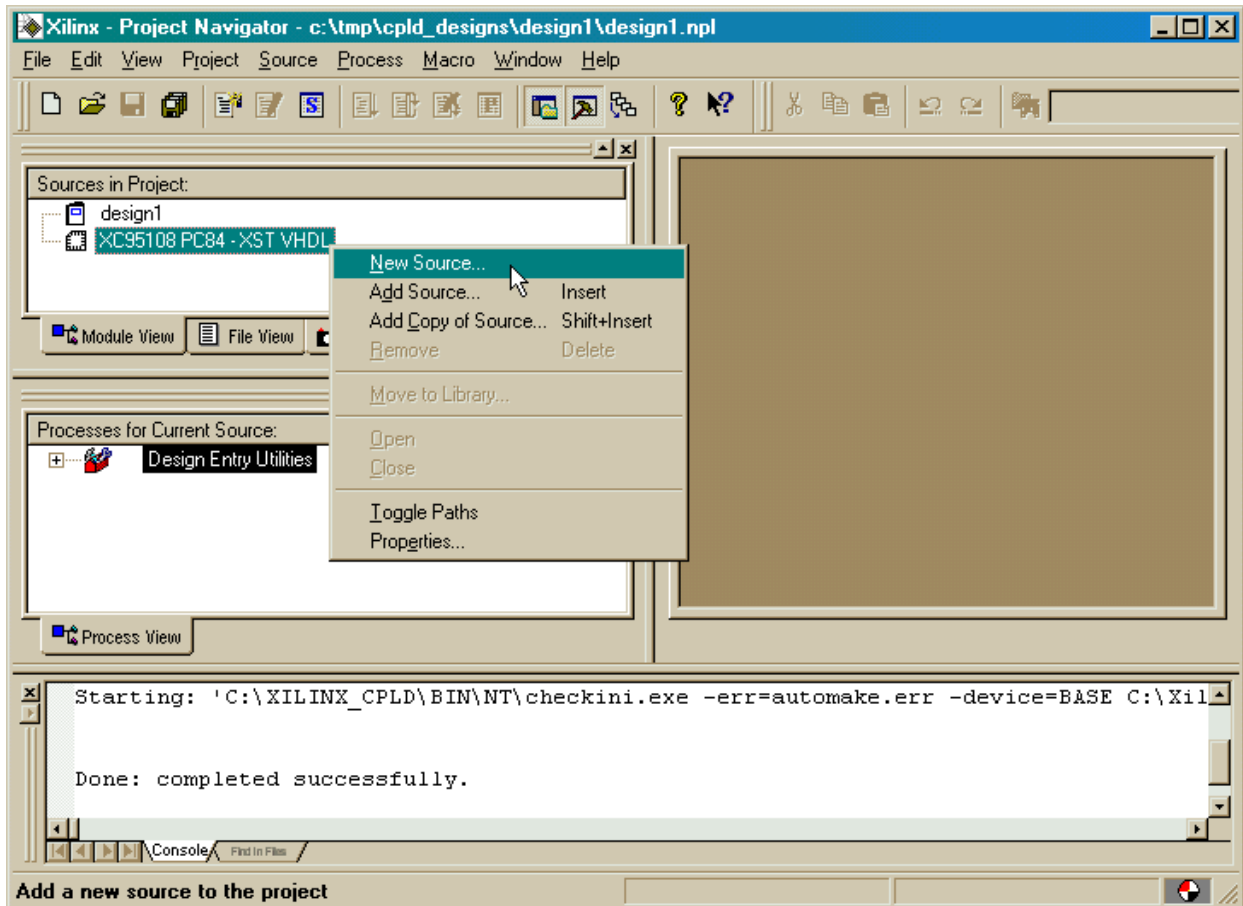 Xilinx - Project Navigator - c:\tmp\cpld_designs\design1\design1.npl
File Edit View Project Source Process Macro Window Help
Sources in Project:
design1
XC95108 PC84 - XST VHDL
New Source...
Add Source... Insert
Add Copy of Source... Shift+Insert
Remove Delete
Move to Library...
Open
Close
Toggle Paths
Properties...
Module View File View
Processes for Current Source:
Design Entry Utilities
Process View
Starting: 'C:\XILINX_CPLD\BIN\NT\checkini.exe -err=automake.err -device=BASE C:\Xil
Done: completed successfully.
Console Find in Files
Add a new source to the project